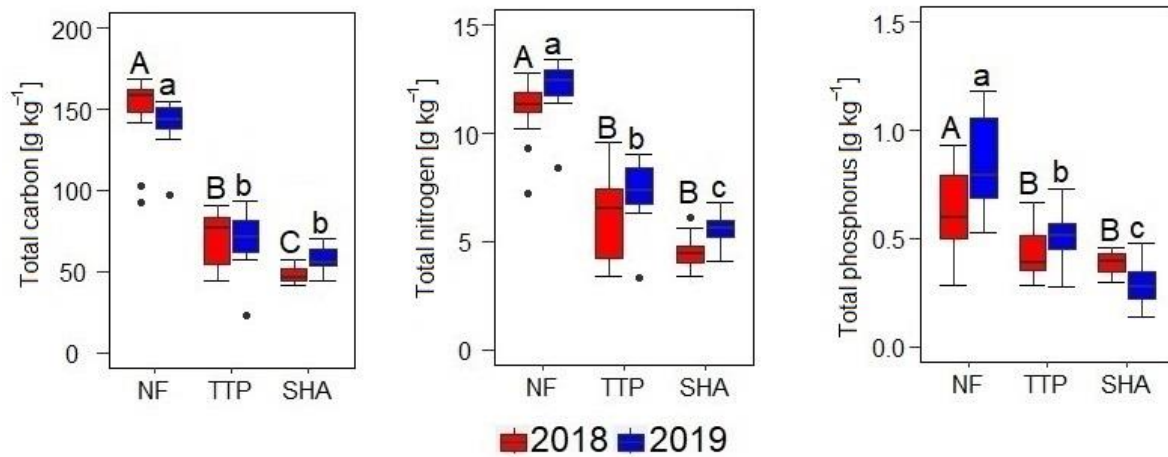 Total carbon [g kg⁻¹]
200
150
100
50
0
A
a
B
b
C
b
NF TTP SHA
Total nitrogen [g kg⁻¹]
15
10
5
0
A
a
B
b
B
c
NF TTP SHA
Total phosphorus [g kg⁻¹]
1.5
1.0
0.5
0.0
A
a
B
b
B
c
NF TTP SHA
2018 2019